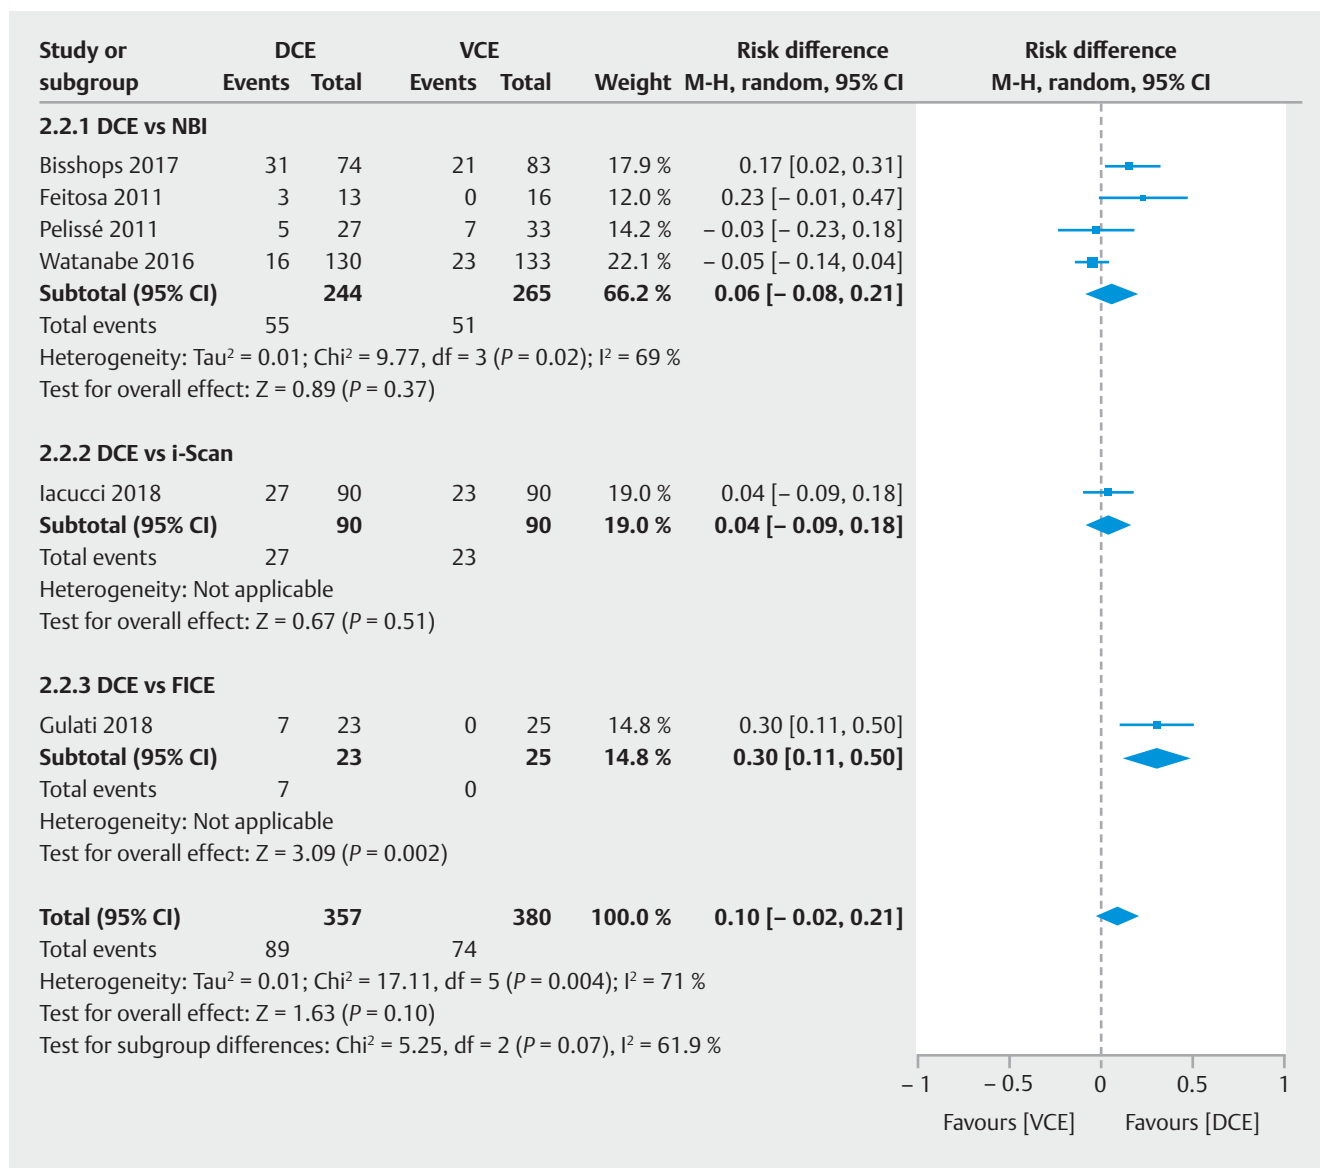 Study or DCE VCE Risk difference Risk difference
subgroup Events Total Events Total Weight M-H, random, 95% CI M-H, random, 95% CI
2.2.1 DCE vs NBI
Bisshops 2017 31 74 21 83 17.9 % 0.17 [0.02, 0.31]
Feitosa 2011 3 13 0 16 12.0 % 0.23 [– 0.01, 0.47]
Pelissé 2011 5 27 7 33 14.2 % – 0.03 [– 0.23, 0.18]
Watanabe 2016 16 130 23 133 22.1 % – 0.05 [– 0.14, 0.04]
Subtotal (95% CI) 244 265 66.2 % 0.06 [– 0.08, 0.21]
Total events 55 51
Heterogeneity: Tau² = 0.01; Chi² = 9.77, df = 3 (P = 0.02); I² = 69 %
Test for overall effect: Z = 0.89 (P = 0.37)
2.2.2 DCE vs i-Scan
Iacucci 2018 27 90 23 90 19.0 % 0.04 [– 0.09, 0.18]
Subtotal (95% CI) 90 90 19.0 % 0.04 [– 0.09, 0.18]
Total events 27 23
Heterogeneity: Not applicable
Test for overall effect: Z = 0.67 (P = 0.51)
2.2.3 DCE vs FICE
Gulati 2018 7 23 0 25 14.8 % 0.30 [0.11, 0.50]
Subtotal (95% CI) 23 25 14.8 % 0.30 [0.11, 0.50]
Total events 7 0
Heterogeneity: Not applicable
Test for overall effect: Z = 3.09 (P = 0.002)
Total (95% CI) 357 380 100.0 % 0.10 [– 0.02, 0.21]
Total events 89 74
Heterogeneity: Tau² = 0.01; Chi² = 17.11, df = 5 (P = 0.004); I² = 71 %
Test for overall effect: Z = 1.63 (P = 0.10)
Test for subgroup differences: Chi² = 5.25, df = 2 (P = 0.07), I² = 61.9 %
– 1 – 0.5 0 0.5 1
Favours [VCE] Favours [DCE]